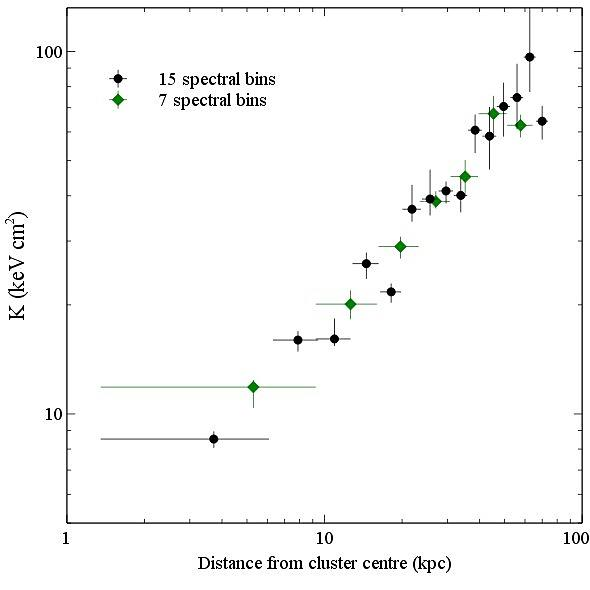 100
15 spectral bins
7 spectral bins
K (keV cm²)
10
1
10
100
Distance from cluster centre (kpc)